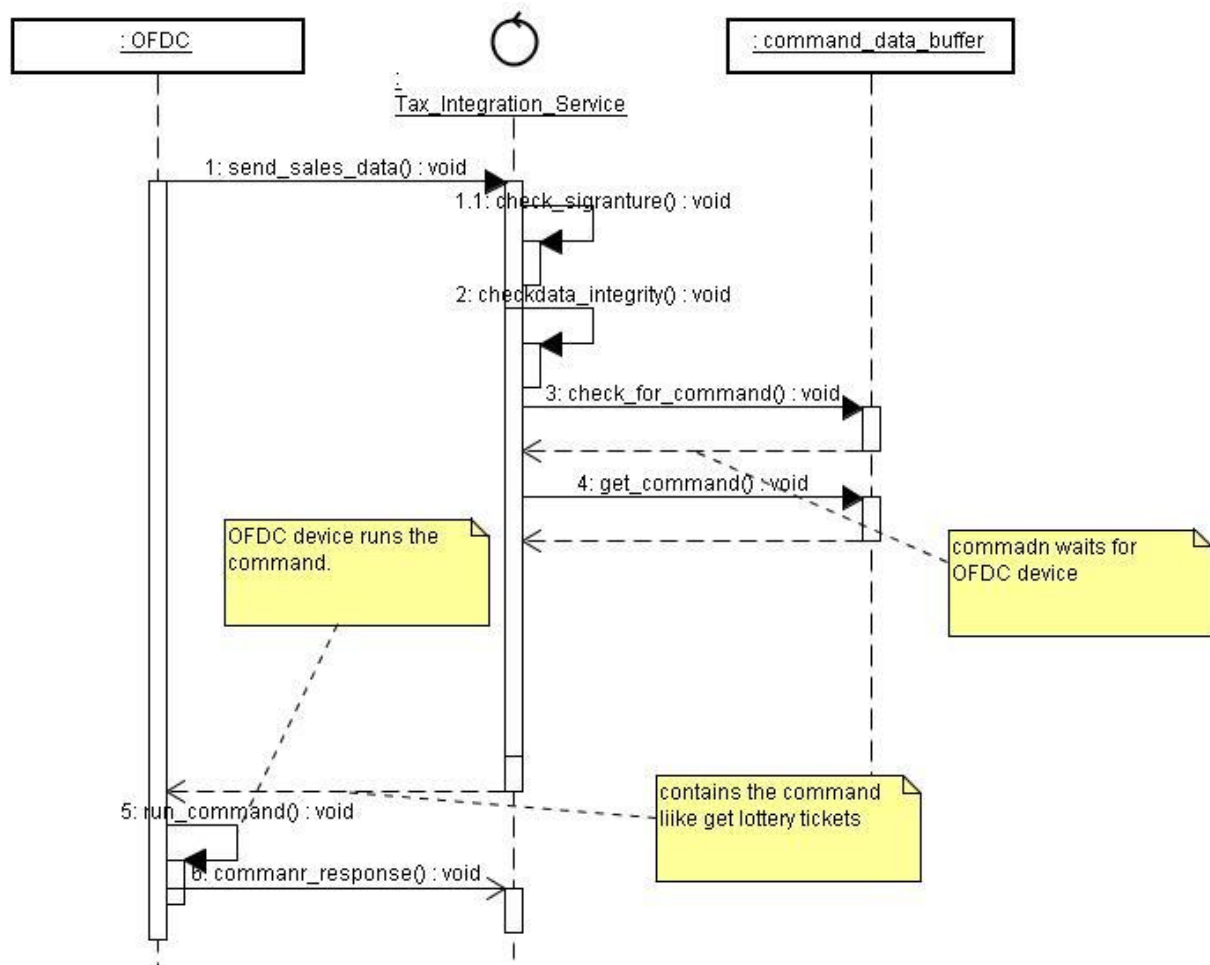 : OFDC
:
Tax_Integration_Service
: command_data_buffer
1: send_sales_data() : void
1.1: check_sigranture() : void
2: checkdata_integrity() : void
3: check_for_command() : void
4: get_command() : void
OFDC device runs the
command.
commadn waits for
OFDC device
contains the command
liike get lottery tickets
5: run_command() : void
6: commanr_response() : void